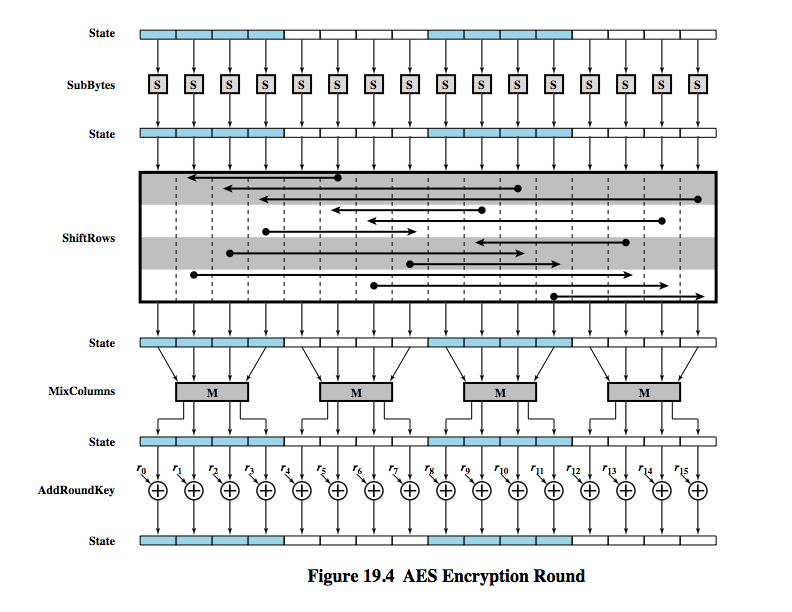 State
SubBytes
S S S S S S S S S S S S S S S S
State
ShiftRows
State
MixColumns
M M M M
State
r0 r1 r2 r3 r4 r5 r6 r7 r8 r9 r10 r11 r12 r13 r14 r15
AddRoundKey
State
Figure 19.4 AES Encryption Round